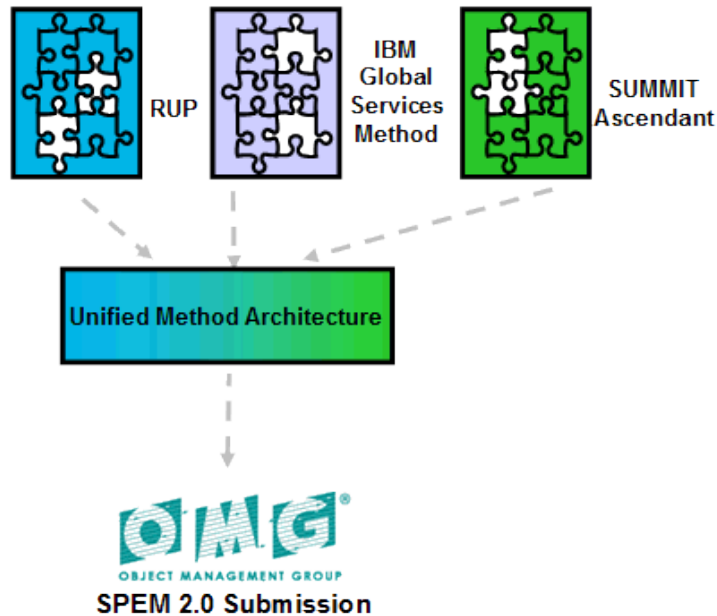 RUP
IBM
Global
Services
Method
SUMMIT
Ascendant
Unified Method Architecture
OMG®
OBJECT MANAGEMENT GROUP
SPEM 2.0 Submission